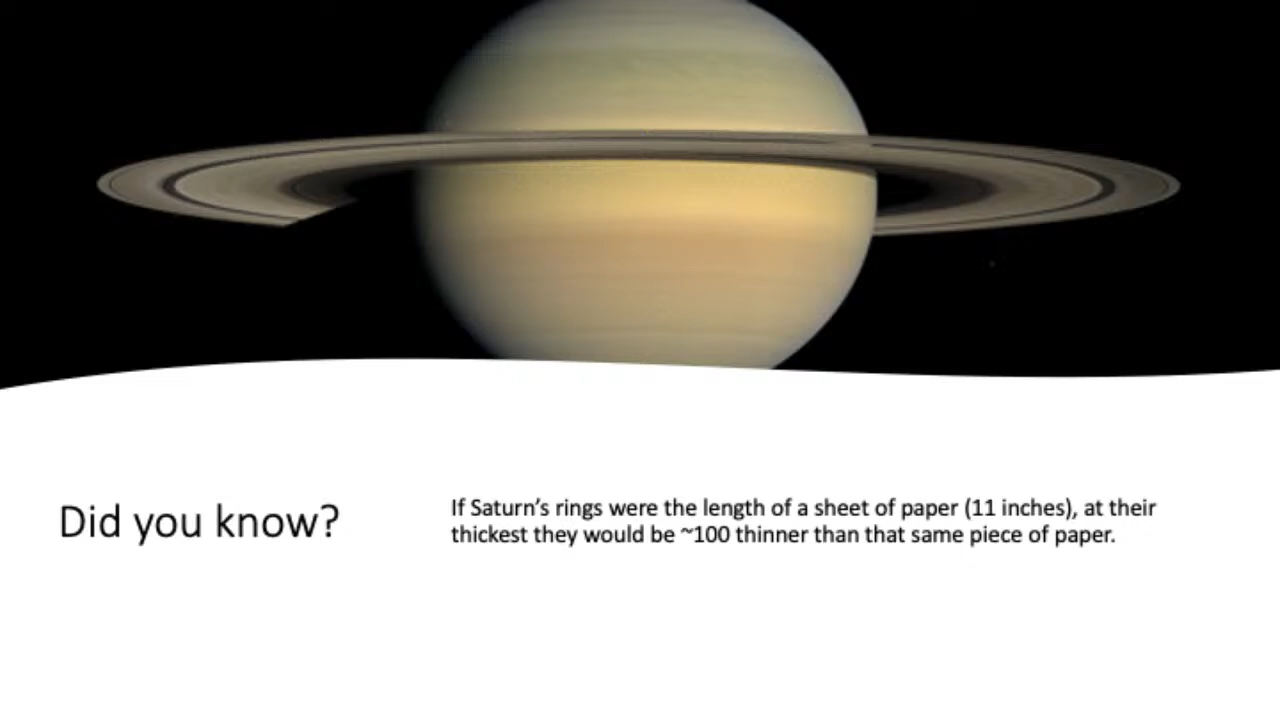 Did you know?
If Saturn’s rings were the length of a sheet of paper (11 inches), at their
thickest they would be ~100 thinner than that same piece of paper.